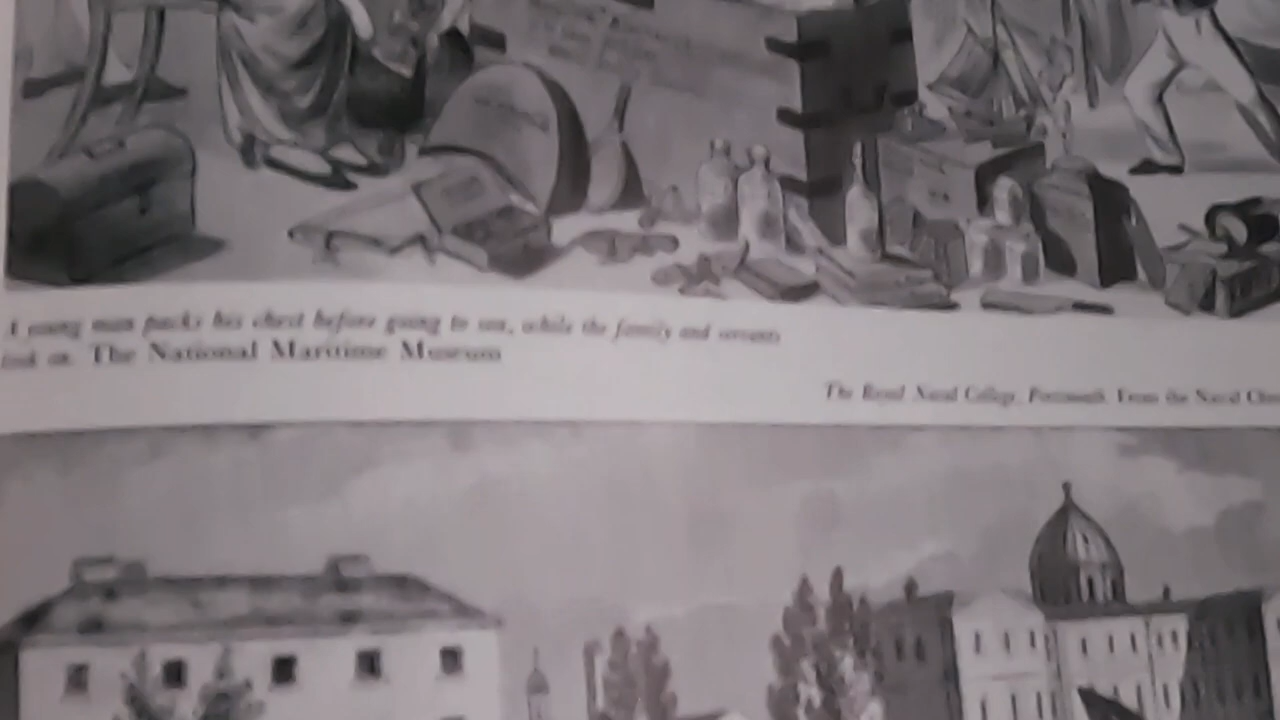 A young man packs his chest before going to sea, while the family and servants
look on. The National Maritime Museum
The Royal Naval College, Portsmouth. From the Naval